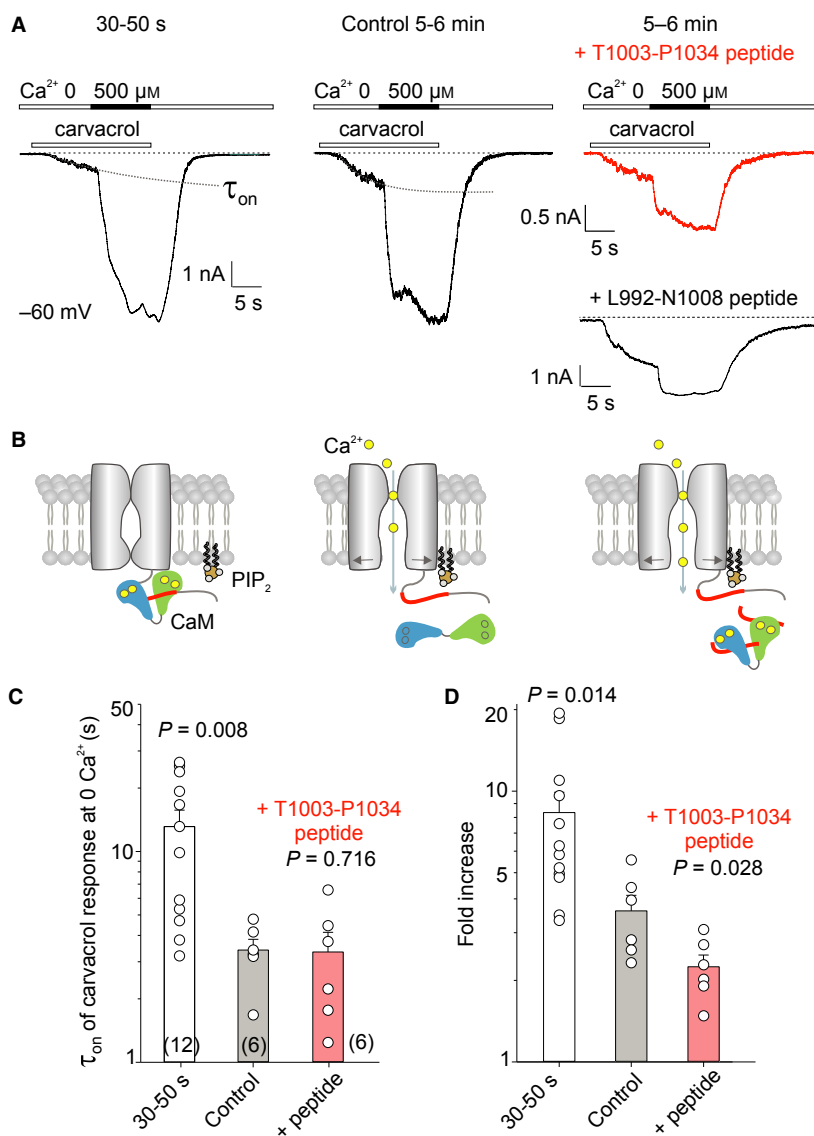 A
30-50 s
Control 5-6 min
5–6 min
+ T1003-P1034 peptide
Ca2+ 0 500 µM
Ca2+ 0 500 µM
Ca2+ 0 500 µM
carvacrol
carvacrol
carvacrol
τon
1 nA
5 s
–60 mV
0.5 nA
5 s
+ L992-N1008 peptide
1 nA
5 s
B
Ca2+
PIP2
CaM
C
τon of carvacrol response at 0 Ca2+ (s)
50
10
1
P = 0.008
+ T1003-P1034
peptide
P = 0.716
(12)
(6)
(6)
30-50 s
Control
+ peptide
D
Fold increase
20
10
5
1
P = 0.014
+ T1003-P1034
peptide
P = 0.028
30-50 s
Control
+ peptide